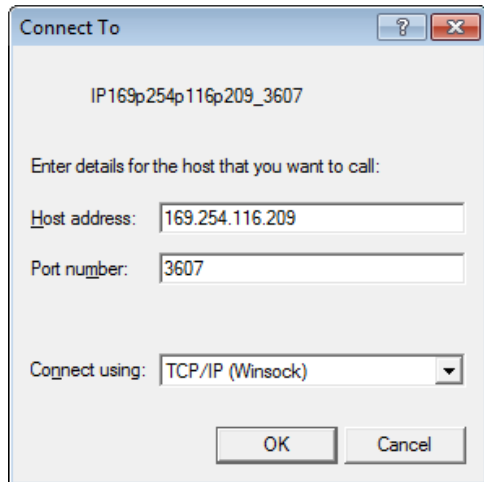 Connect To
IP169p254p116p209_3607
Enter details for the host that you want to call:
Host address: 169.254.116.209
Port number: 3607
Connect using: TCP/IP (Winsock)
OK Cancel